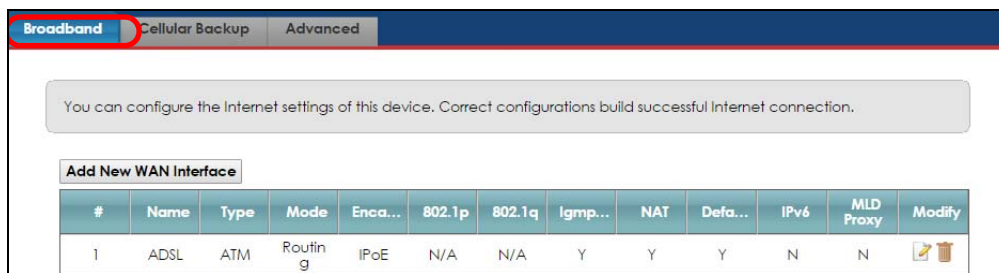 Broadband Cellular Backup Advanced
You can configure the Internet settings of this device. Correct configurations build successful Internet connection.
Add New WAN Interface
# Name Type Mode Enca... 802.1p 802.1q Igmp... NAT Defa... IPv6 MLD Proxy Modify
1 ADSL ATM Routing IPoE N/A N/A Y Y Y N N